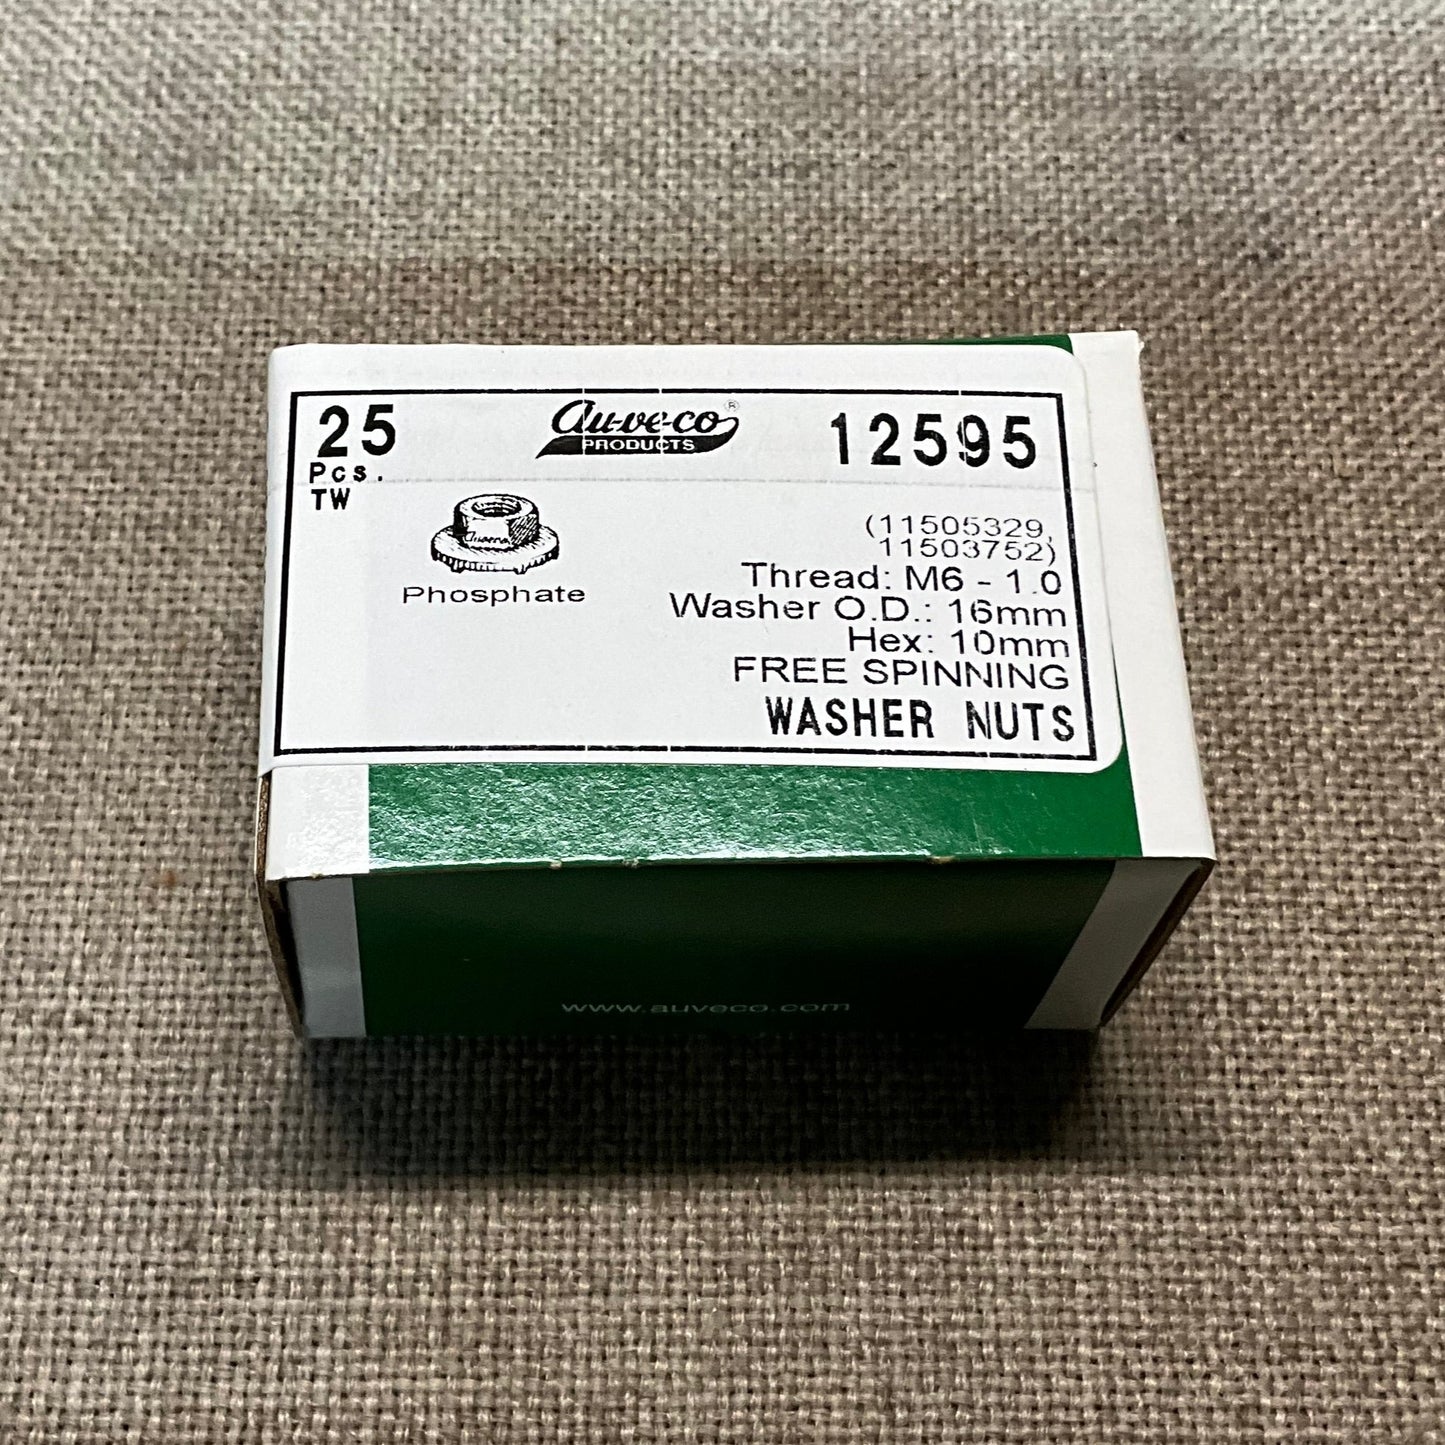 25
Pcs.
TW
Au-ve-co®
PRODUCTS
12595
Auveco
Phosphate
(11505329,
11503752)
Thread: M6 - 1.0
Washer O.D.: 16mm
Hex: 10mm
FREE SPINNING
WASHER NUTS
www.auveco.com